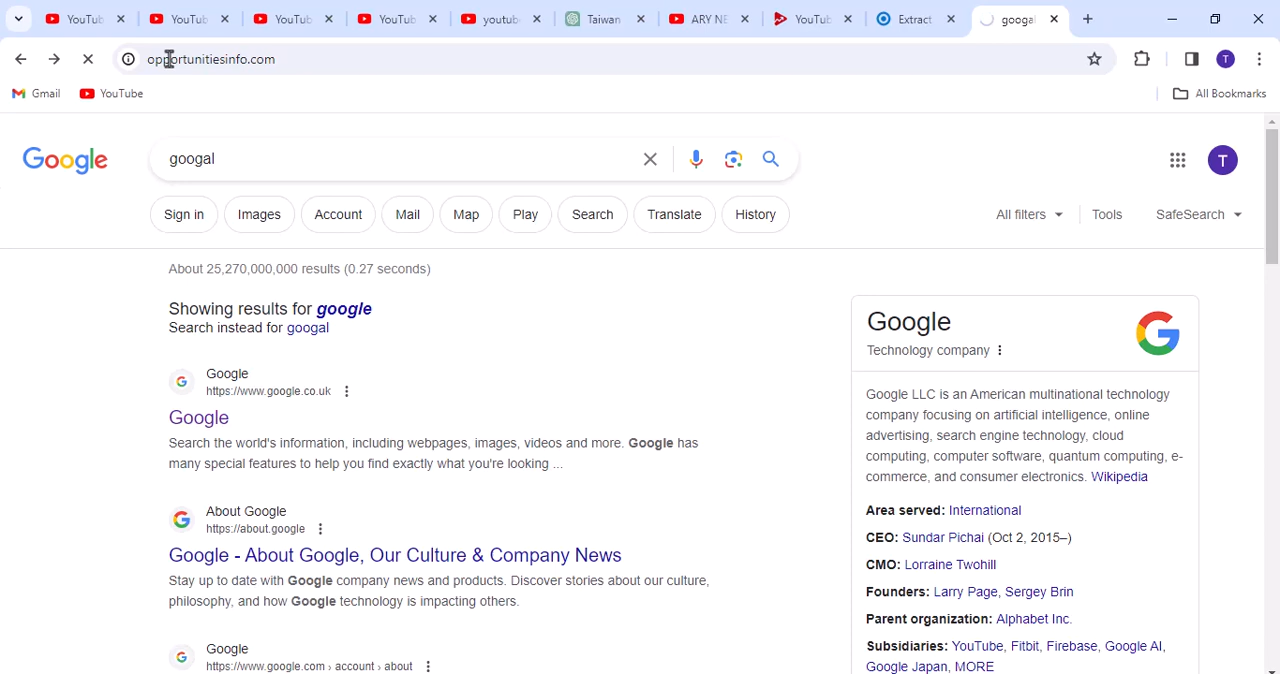 YouTub
YouTub
YouTub
YouTub
youtube
Taiwan
ARY NE
YouTub
Extract
googal
opportunitiesinfo.com
T
Gmail
YouTube
All Bookmarks
Google
googal
T
Sign in
Images
Account
Mail
Map
Play
Search
Translate
History
All filters
Tools
SafeSearch
About 25,270,000,000 results (0.27 seconds)
Showing results for google
Search instead for googal
Google
https://www.google.co.uk
Google
Search the world's information, including webpages, images, videos and more. Google has
many special features to help you find exactly what you're looking ...
About Google
https://about.google
Google - About Google, Our Culture & Company News
Stay up to date with Google company news and products. Discover stories about our culture,
philosophy, and how Google technology is impacting others.
Google
https://www.google.com › account › about
Google
Technology company
Google LLC is an American multinational technology
company focusing on artificial intelligence, online
advertising, search engine technology, cloud
computing, computer software, quantum computing, e-
commerce, and consumer electronics. Wikipedia
Area served: International
CEO: Sundar Pichai (Oct 2, 2015–)
CMO: Lorraine Twohill
Founders: Larry Page, Sergey Brin
Parent organization: Alphabet Inc.
Subsidiaries: YouTube, Fitbit, Firebase, Google AI,
Google Japan, MORE